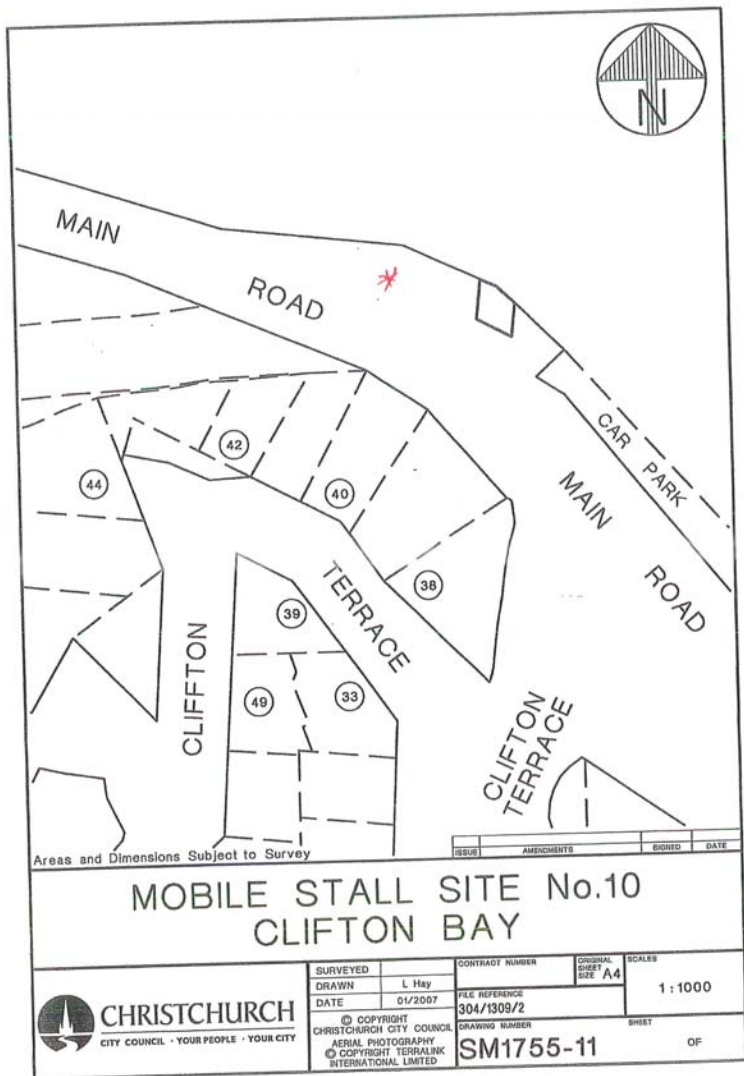 N
MAIN
ROAD
CAR PARK
MAIN
ROAD
42
44
40
38
TERRACE
39
CLIFFTON
49
33
CLIFTON
TERRACE
Areas and Dimensions Subject to Survey
ISSUE AMENDMENTS SIGNED DATE
MOBILE STALL SITE No.10
CLIFTON BAY
CHRISTCHURCH
CITY COUNCIL · YOUR PEOPLE · YOUR CITY
SURVEYED
DRAWN L Hay
DATE 01/2007
© COPYRIGHT
CHRISTCHURCH CITY COUNCIL
AERIAL PHOTOGRAPHY
© COPYRIGHT TERRALINK
INTERNATIONAL LIMITED
CONTRACT NUMBER
ORIGINAL
SHEET
SIZE A4
SCALES
1:1000
FILE REFERENCE
304/1309/2
DRAWING NUMBER
SM1755-11
SHEET
OF